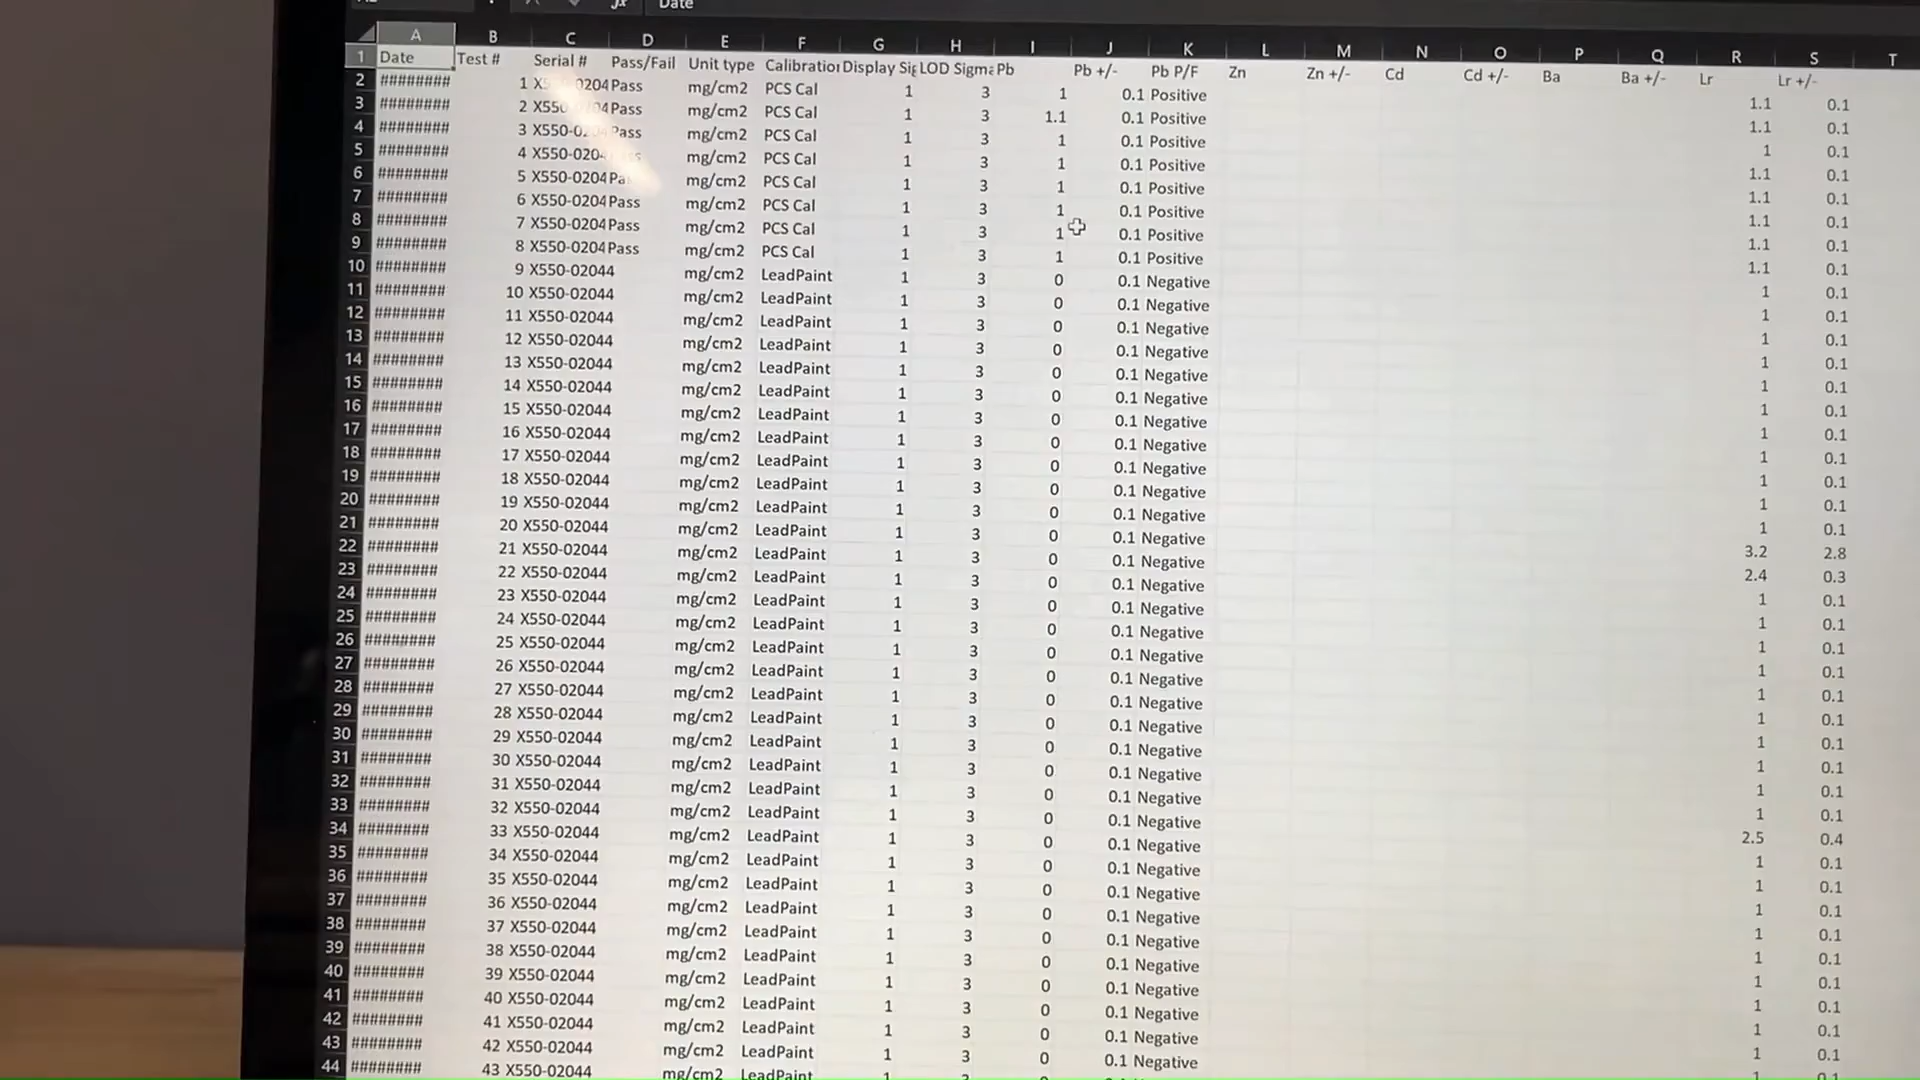 Date
A B C D E F G H I J K L M N O P Q R S T
1 Date Test # Serial # Pass/Fail Unit type Calibration Display Sig LOD Sigma Pb Pb +/- Pb P/F Zn Zn +/- Cd Cd +/- Ba Ba +/- Lr Lr +/-
2 ######## 1 0204 Pass mg/cm2 PCS Cal 1 3 1 0.1 Positive 1.1 0.1
3 ######## 2 X550 04 Pass mg/cm2 PCS Cal 1 3 1.1 0.1 Positive 1.1 0.1
4 ######## 3 X550-0204 Pass mg/cm2 PCS Cal 1 3 1 0.1 Positive 1 0.1
5 ######## 4 X550-0204 mg/cm2 PCS Cal 1 3 1 0.1 Positive 1.1 0.1
6 ######## 5 X550-0204 Pa mg/cm2 PCS Cal 1 3 1 0.1 Positive 1.1 0.1
7 ######## 6 X550-0204 Pass mg/cm2 PCS Cal 1 3 1 0.1 Positive 1.1 0.1
8 ######## 7 X550-0204 Pass mg/cm2 PCS Cal 1 3 1 0.1 Positive 1.1 0.1
9 ######## 8 X550-0204 Pass mg/cm2 PCS Cal 1 3 1 0.1 Positive 1.1 0.1
10 ######## 9 X550-02044 mg/cm2 LeadPaint 1 3 0 0.1 Negative 1 0.1
11 ######## 10 X550-02044 mg/cm2 LeadPaint 1 3 0 0.1 Negative 1 0.1
12 ######## 11 X550-02044 mg/cm2 LeadPaint 1 3 0 0.1 Negative 1 0.1
13 ######## 12 X550-02044 mg/cm2 LeadPaint 1 3 0 0.1 Negative 1 0.1
14 ######## 13 X550-02044 mg/cm2 LeadPaint 1 3 0 0.1 Negative 1 0.1
15 ######## 14 X550-02044 mg/cm2 LeadPaint 1 3 0 0.1 Negative 1 0.1
16 ######## 15 X550-02044 mg/cm2 LeadPaint 1 3 0 0.1 Negative 1 0.1
17 ######## 16 X550-02044 mg/cm2 LeadPaint 1 3 0 0.1 Negative 1 0.1
18 ######## 17 X550-02044 mg/cm2 LeadPaint 1 3 0 0.1 Negative 1 0.1
19 ######## 18 X550-02044 mg/cm2 LeadPaint 1 3 0 0.1 Negative 1 0.1
20 ######## 19 X550-02044 mg/cm2 LeadPaint 1 3 0 0.1 Negative 1 0.1
21 ######## 20 X550-02044 mg/cm2 LeadPaint 1 3 0 0.1 Negative 3.2 2.8
22 ######## 21 X550-02044 mg/cm2 LeadPaint 1 3 0 0.1 Negative 2.4 0.3
23 ######## 22 X550-02044 mg/cm2 LeadPaint 1 3 0 0.1 Negative 1 0.1
24 ######## 23 X550-02044 mg/cm2 LeadPaint 1 3 0 0.1 Negative 1 0.1
25 ######## 24 X550-02044 mg/cm2 LeadPaint 1 3 0 0.1 Negative 1 0.1
26 ######## 25 X550-02044 mg/cm2 LeadPaint 1 3 0 0.1 Negative 1 0.1
27 ######## 26 X550-02044 mg/cm2 LeadPaint 1 3 0 0.1 Negative 1 0.1
28 ######## 27 X550-02044 mg/cm2 LeadPaint 1 3 0 0.1 Negative 1 0.1
29 ######## 28 X550-02044 mg/cm2 LeadPaint 1 3 0 0.1 Negative 1 0.1
30 ######## 29 X550-02044 mg/cm2 LeadPaint 1 3 0 0.1 Negative 1 0.1
31 ######## 30 X550-02044 mg/cm2 LeadPaint 1 3 0 0.1 Negative 1 0.1
32 ######## 31 X550-02044 mg/cm2 LeadPaint 1 3 0 0.1 Negative 1 0.1
33 ######## 32 X550-02044 mg/cm2 LeadPaint 1 3 0 0.1 Negative 2.5 0.4
34 ######## 33 X550-02044 mg/cm2 LeadPaint 1 3 0 0.1 Negative 1 0.1
35 ######## 34 X550-02044 mg/cm2 LeadPaint 1 3 0 0.1 Negative 1 0.1
36 ######## 35 X550-02044 mg/cm2 LeadPaint 1 3 0 0.1 Negative 1 0.1
37 ######## 36 X550-02044 mg/cm2 LeadPaint 1 3 0 0.1 Negative 1 0.1
38 ######## 37 X550-02044 mg/cm2 LeadPaint 1 3 0 0.1 Negative 1 0.1
39 ######## 38 X550-02044 mg/cm2 LeadPaint 1 3 0 0.1 Negative 1 0.1
40 ######## 39 X550-02044 mg/cm2 LeadPaint 1 3 0 0.1 Negative 1 0.1
41 ######## 40 X550-02044 mg/cm2 LeadPaint 1 3 0 0.1 Negative 1 0.1
42 ######## 41 X550-02044 mg/cm2 LeadPaint 1 3 0 0.1 Negative 1 0.1
43 ######## 42 X550-02044 mg/cm2 LeadPaint 1 3 0 0.1 Negative 1 0.1
44 ######## 43 X550-02044 mg/cm2 LeadPaint